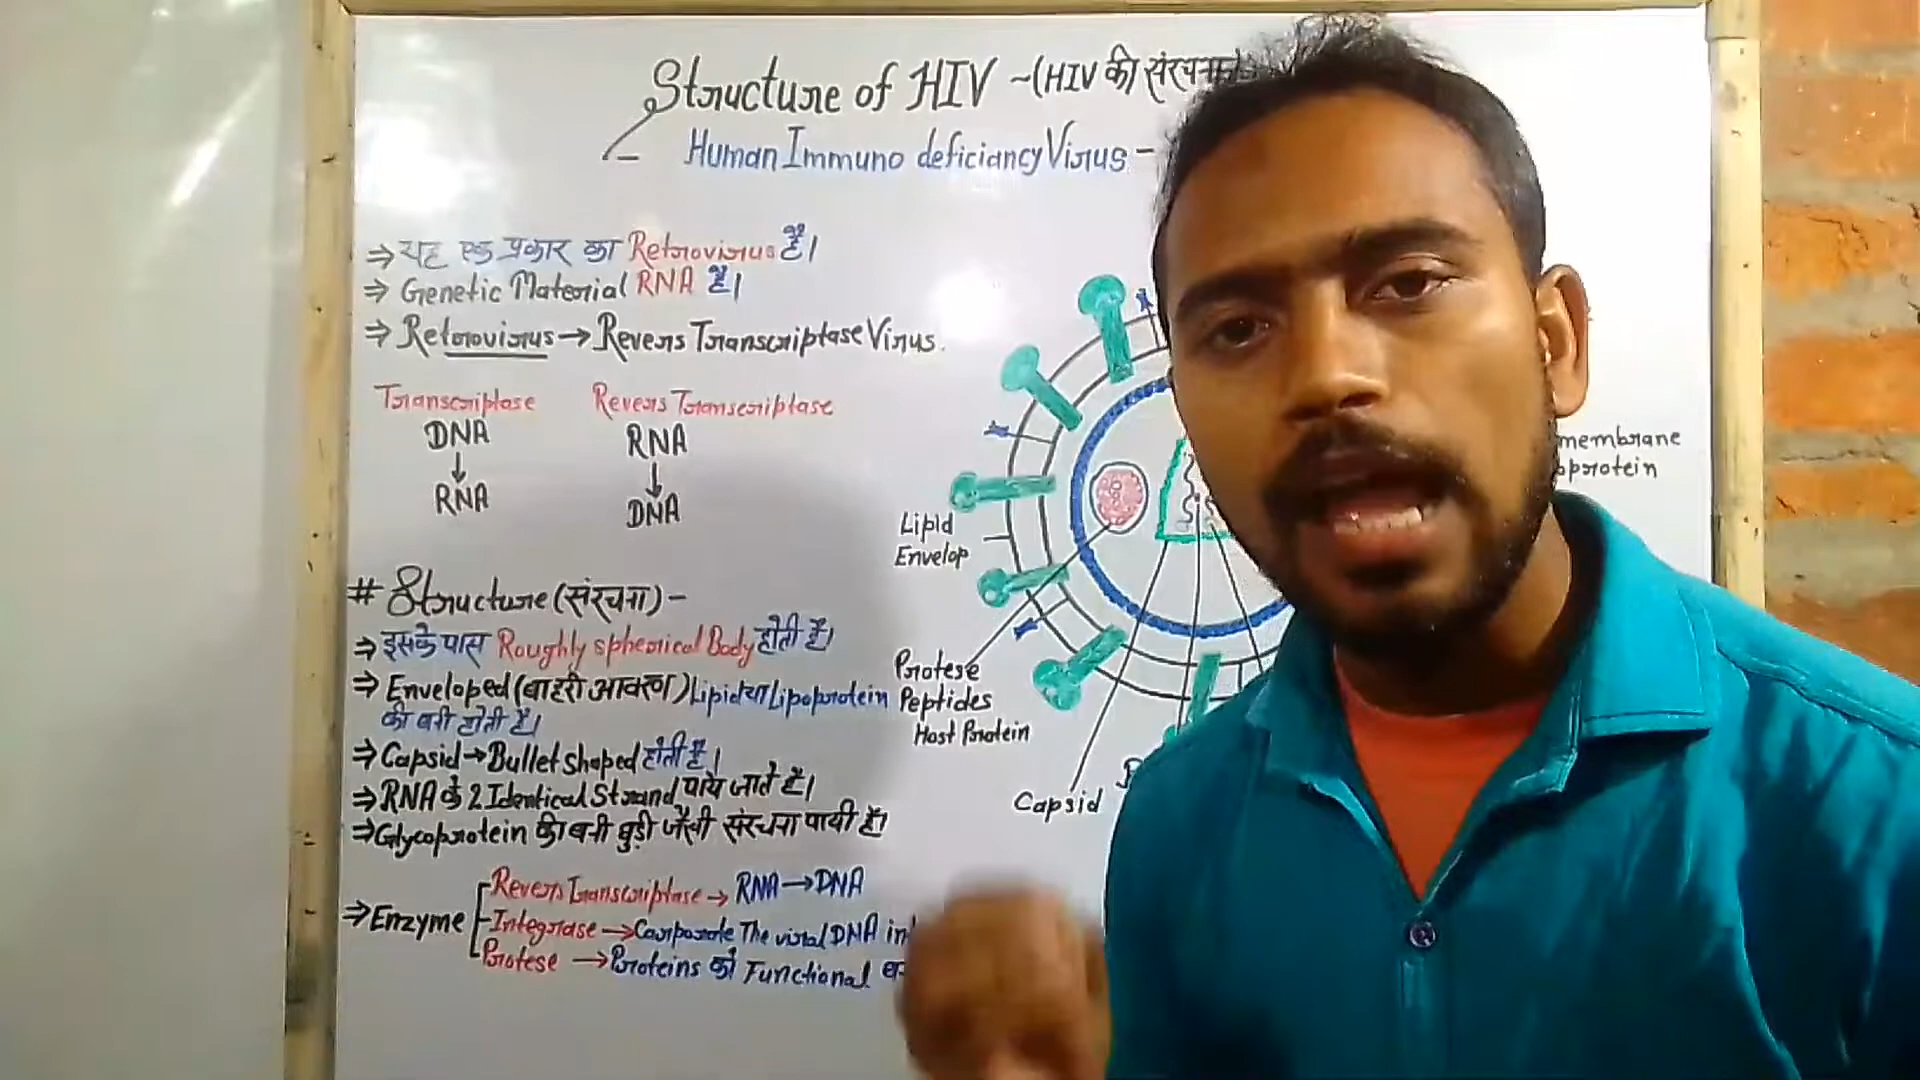 Structure of HIV -(HIV की संरचना)
Human Immuno deficiancy Virus -
⇒ यह एक प्रकार का Retrovirus है।
⇒ Genetic Material RNA है।
⇒ Retrovirus → Revers Transcriptase Virus.
Transcriptase Revers Transcriptase
DNA RNA
↓ ↓
RNA DNA
# Structure (संरचना) -
⇒ इसके पास Roughly spherical Body होती है।
⇒ Enveloped (बाहरी आवरण) Lipid या Lipoprotein
की बनी होती है।
⇒ Capsid → Bullet shaped होती है।
⇒ RNA के 2 Identical Strand पाये जाते हैं।
⇒ Glycoprotein की बनी घुड़ी जैसी संरचना पायी है।
⇒ Enzyme
Revers Transcriptase → RNA → DNA
Integrase → Corporate The viral DNA in
Protese → Proteins को Functional
membrane
protein
Lipid
Envelop
Protese
Peptides
Host Protein
Capsid